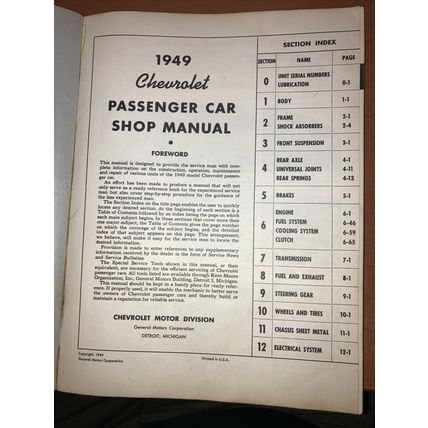 1949
Chevrolet
PASSENGER CAR
SHOP MANUAL
FOREWORD
This manual is designed to provide the service man with com-
plete information on the construction, operation, maintenance
and repair of various units of the 1949 model Chevrolet passen-
ger car.
An effort has been made to produce a manual that will not
only serve as a ready reference book for the experienced service
man but also cover step-by-step procedure for the guidance of
the less experienced man.
The Section Index on the title page enables the user to quickly
locate any desired section. At the beginning of each section is a
Table of Contents followed by an index listing the page on which
each main subject begins. In those sections that cover more than
one major subject, the Table of Contents gives the page number
on which the coverage of the subject begins, and the detailed
index of that subject appears on this page. This arrangement,
we believe, will make it easy for the service man to locate the
desired information.
Provision is made to enable entries to any supplementary
information received by the dealer in the form of Service News
and Service Bulletins.
The Special Service Tools shown in this manual, or their
equivalent, are necessary for the efficient servicing of Chevrolet
passenger cars. All tools listed are available through Kent-Moore
Organization, Inc., General Motors Building, Detroit 2, Michigan.
This manual should be kept in a handy place for ready refer-
ence. If properly used, it will enable the mechanic to better serve
the owners of Chevrolet passenger cars and thereby build or
maintain a reputation for reliable service.
CHEVROLET MOTOR DIVISION
General Motors Corporation
DETROIT, MICHIGAN
Copyright, 1949
General Motors Corporation
Printed in U.S.A.
SECTION INDEX
SECTION NAME PAGE
0 UNIT SERIAL NUMBERS
LUBRICATION 0-1
1 BODY 1-1
2 FRAME 2-1
SHOCK ABSORBERS 2-4
3 FRONT SUSPENSION 3-1
4 REAR AXLE 4-1
UNIVERSAL JOINTS 4-11
REAR SPRINGS 4-13
5 BRAKES 5-1
6 ENGINE 6-1
FUEL SYSTEM 6-46
COOLING SYSTEM 6-59
CLUTCH 6-65
7 TRANSMISSION 7-1
8 FUEL AND EXHAUST 8-1
9 STEERING GEAR 9-1
10 WHEELS AND TIRES 10-1
11 CHASSIS SHEET METAL 11-1
12 ELECTRICAL SYSTEM 12-1